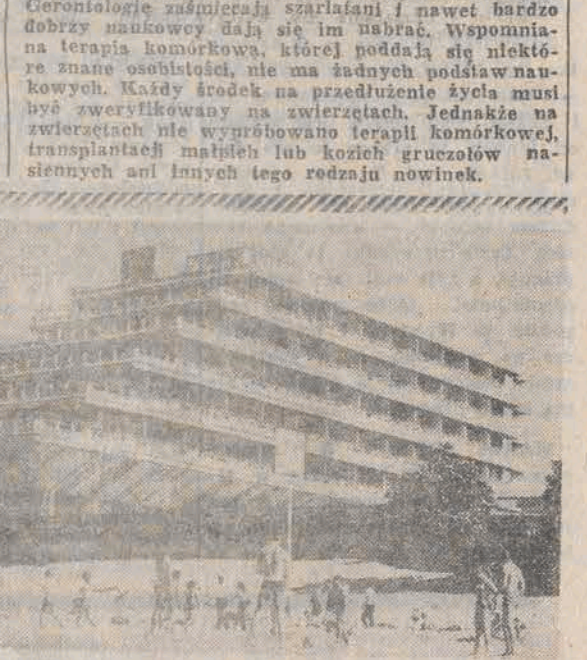 Gerontologię zaśmiecają szarlatani i nawet bardzo
dobrzy naukowcy dają się im nabrać. Wspomnia-
na terapia komórkowa, której poddają się niektó-
re znane osobistości, nie ma żadnych podstaw nau-
kowych. Każdy środek na przedłużenie życia musi
być zweryfikowany na zwierzętach. Jednakże na
zwierzętach nie wypróbowano terapii komórkowej,
transplantacji małpich lub kozich gruczołów na-
siennych ani innych tego rodzaju nowinek.